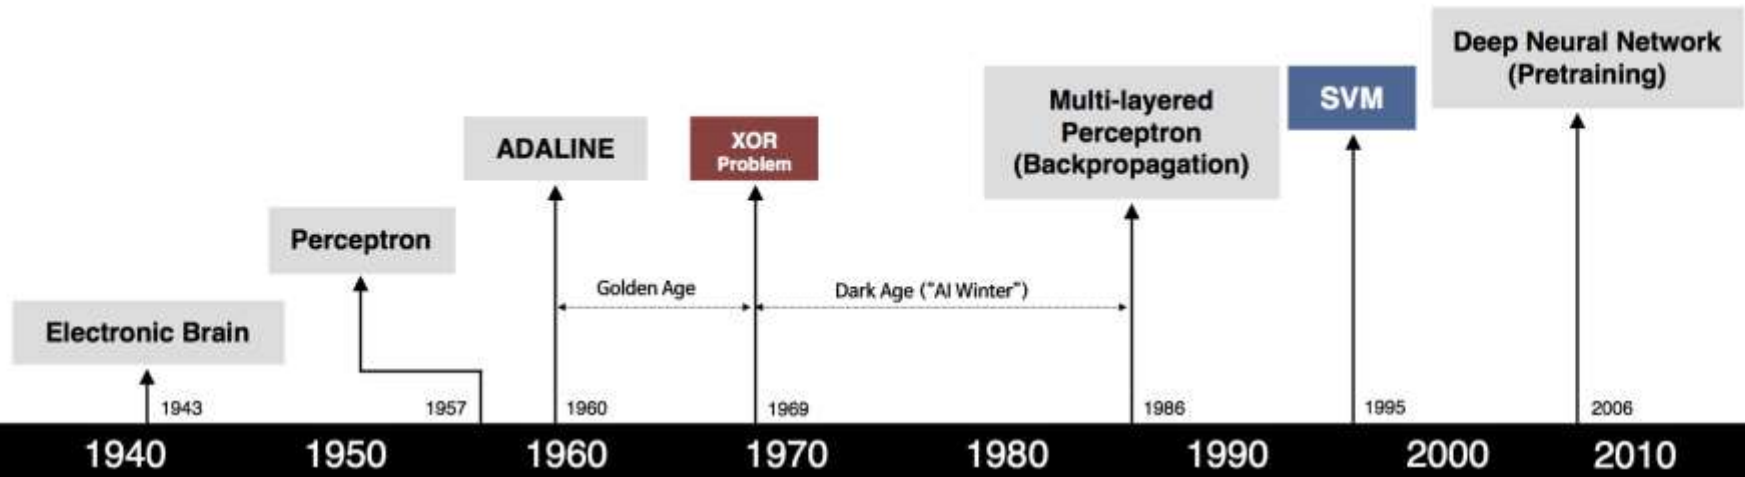 Deep Neural Network
(Pretraining)
Multi-layered
Perceptron
(Backpropagation)
SVM
ADALINE
XOR
Problem
Perceptron
Golden Age
Dark Age ("AI Winter")
Electronic Brain
1943
1957
1960
1969
1986
1995
2006
1940
1950
1960
1970
1980
1990
2000
2010